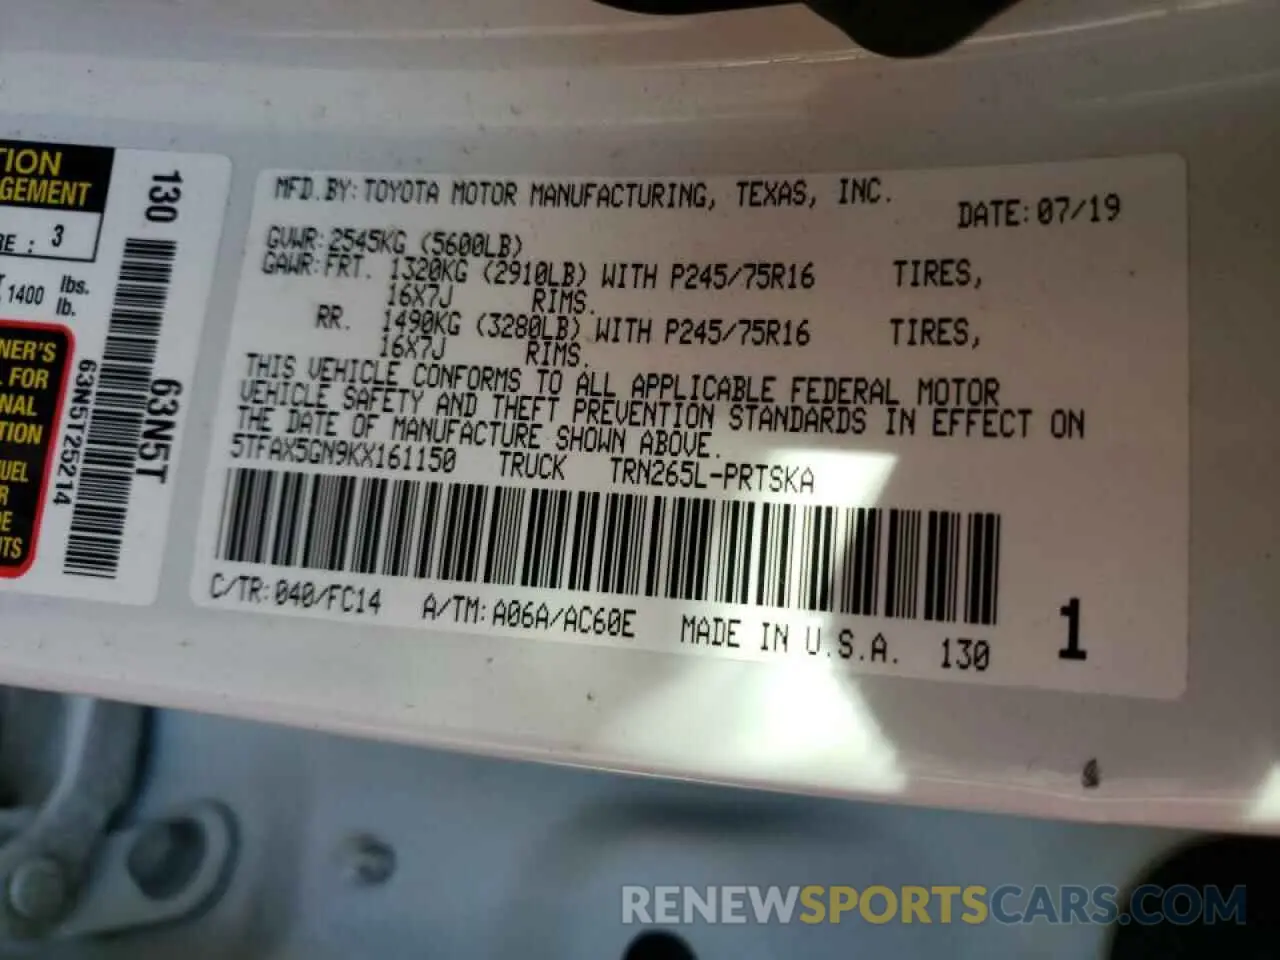 TION
GEMENT
RE : 3
1400 lbs.
lb.
NER'S
FOR
NAL
TION
UEL
R
DE
UTS
130
63N5T25214
63N5T
MFD.BY:TOYOTA MOTOR MANUFACTURING, TEXAS, INC.
DATE:07/19
GVWR:2545KG (5600LB)
GAWR:FRT. 1320KG (2910LB) WITH P245/75R16 TIRES,
16X7J RIMS.
RR. 1490KG (3280LB) WITH P245/75R16 TIRES,
16X7J RIMS.
THIS VEHICLE CONFORMS TO ALL APPLICABLE FEDERAL MOTOR
VEHICLE SAFETY AND THEFT PREVENTION STANDARDS IN EFFECT ON
THE DATE OF MANUFACTURE SHOWN ABOVE.
5TFAX5GN9KX161150 TRUCK TRN265L-PRTSKA
C/TR:040/FC14 A/TM:A06A/AC60E MADE IN U.S.A. 130
1
RENEWSPORTSCARS.COM